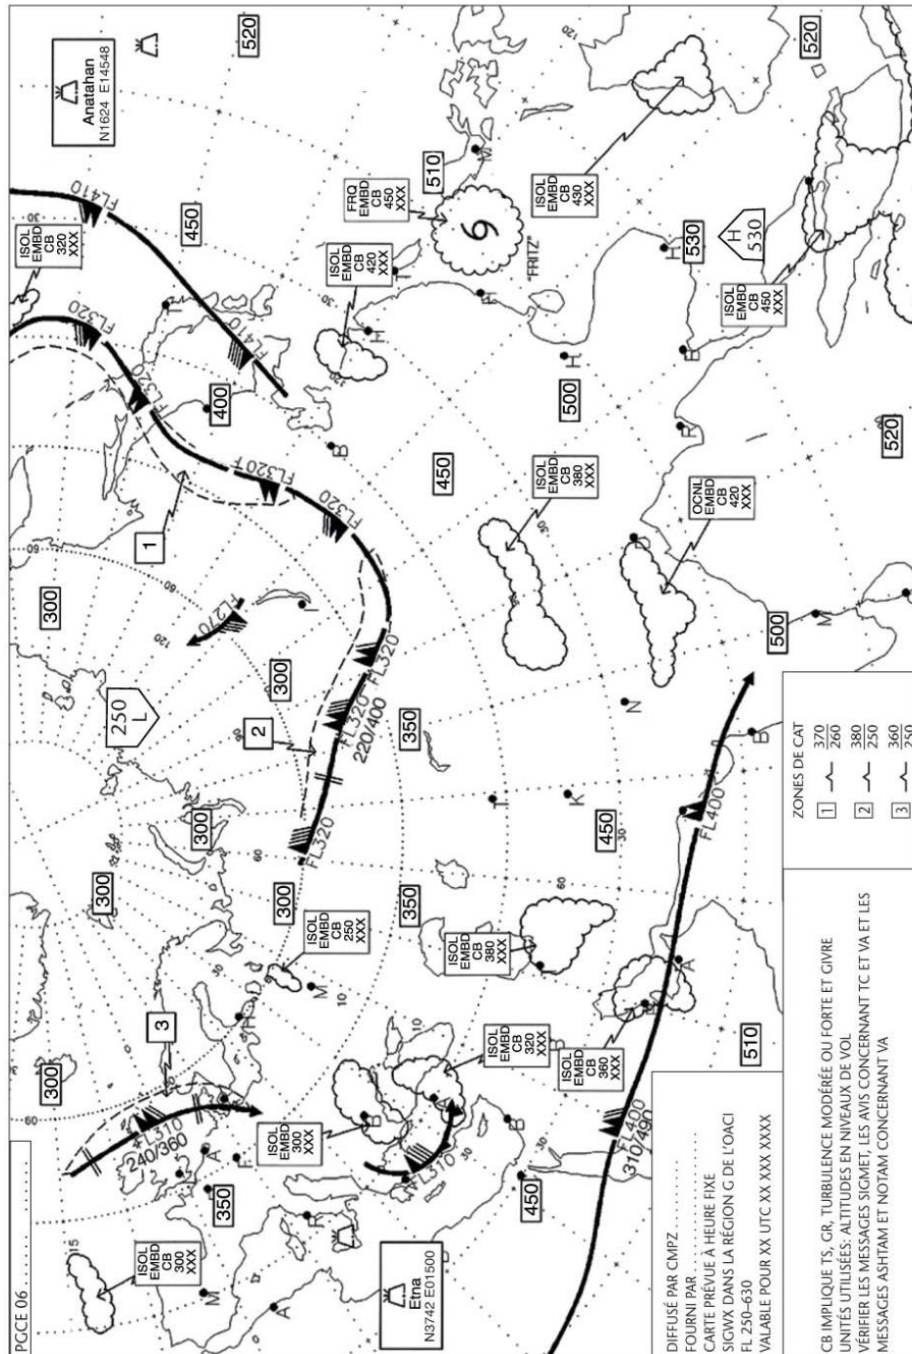 PGCE 06
Anatahan
N1624 E14548
520
520
FL410
ISOL
EMBD
CB
320
XXX
450
FL320
FL410
FRQ
EMBD
CB
450
XXX
510
M
ISOL
EMBD
CB
420
XXX
"FRITZ"
ISOL
EMBD
CB
430
XXX
530
H
530
ISOL
EMBD
CB
450
XXX
S
FL320
400
FL320
1
B
H
H
H
H
B
500
450
R
520
ISOL
EMBD
CB
380
XXX
OCNL
EMBD
CB
420
XXX
FL320
300
FL270
250
L
300
2
FL320
FL320
220/400
350
500
M
N
B
T
K
450
FL320
300
300
300
350
FL400
300
3
ISOL
EMBD
CB
250
XXX
M
ISOL
EMBD
CB
380
XXX
A
ISOL
EMBD
CB
320
XXX
ISOL
EMBD
CB
360
XXX
510
FL310
240/360
ISOL
EMBD
300
XXX
B
FL310
B
FL400
310/490
A
350
R
450
15
ISOL
EMBD
CB
300
XXX
M
A
Etna
N3742 E01500
DIFFUSÉ PAR CMPZ
FOURNI PAR
CARTE PRÉVUE À HEURE FIXE
SIGWX DANS LA RÉGION G DE L'OACI
FL 250–630
VALABLE POUR XX UTC XX XXX XXXX
ZONES DE CAT
1 370
260
2 380
250
3 360
250
CB IMPLIQUE TS, GR, TURBULENCE MODÉRÉE OU FORTE ET GIVRE
UNITÉS UTILISÉES: ALTITUDES EN NIVEAUX DE VOL
VÉRIFIER LES MESSAGES SIGMET, LES AVIS CONCERNANT TC ET VA ET LES
MESSAGES ASHTAM ET NOTAM CONCERNANT VA